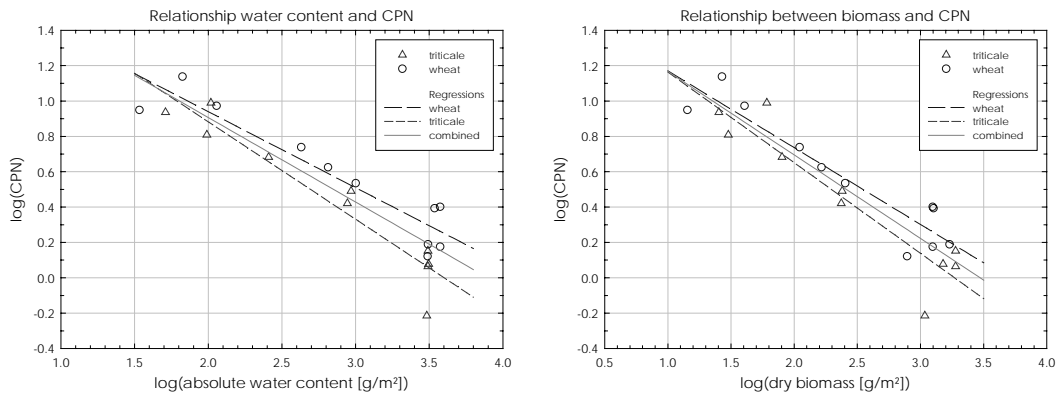 Relationship water content and CPN
1.4
1.2
1.0
0.8
0.6
0.4
0.2
0.0
-0.2
-0.4
log(CPN)
triticale
wheat
Regressions
wheat
triticale
combined
1.0 1.5 2.0 2.5 3.0 3.5 4.0
log(absolute water content [g/m²])
Relationship between biomass and CPN
1.4
1.2
1.0
0.8
0.6
0.4
0.2
0.0
-0.2
-0.4
log(CPN)
triticale
wheat
Regressions
wheat
triticale
combined
0.5 1.0 1.5 2.0 2.5 3.0 3.5 4.0
log(dry biomass [g/m²])